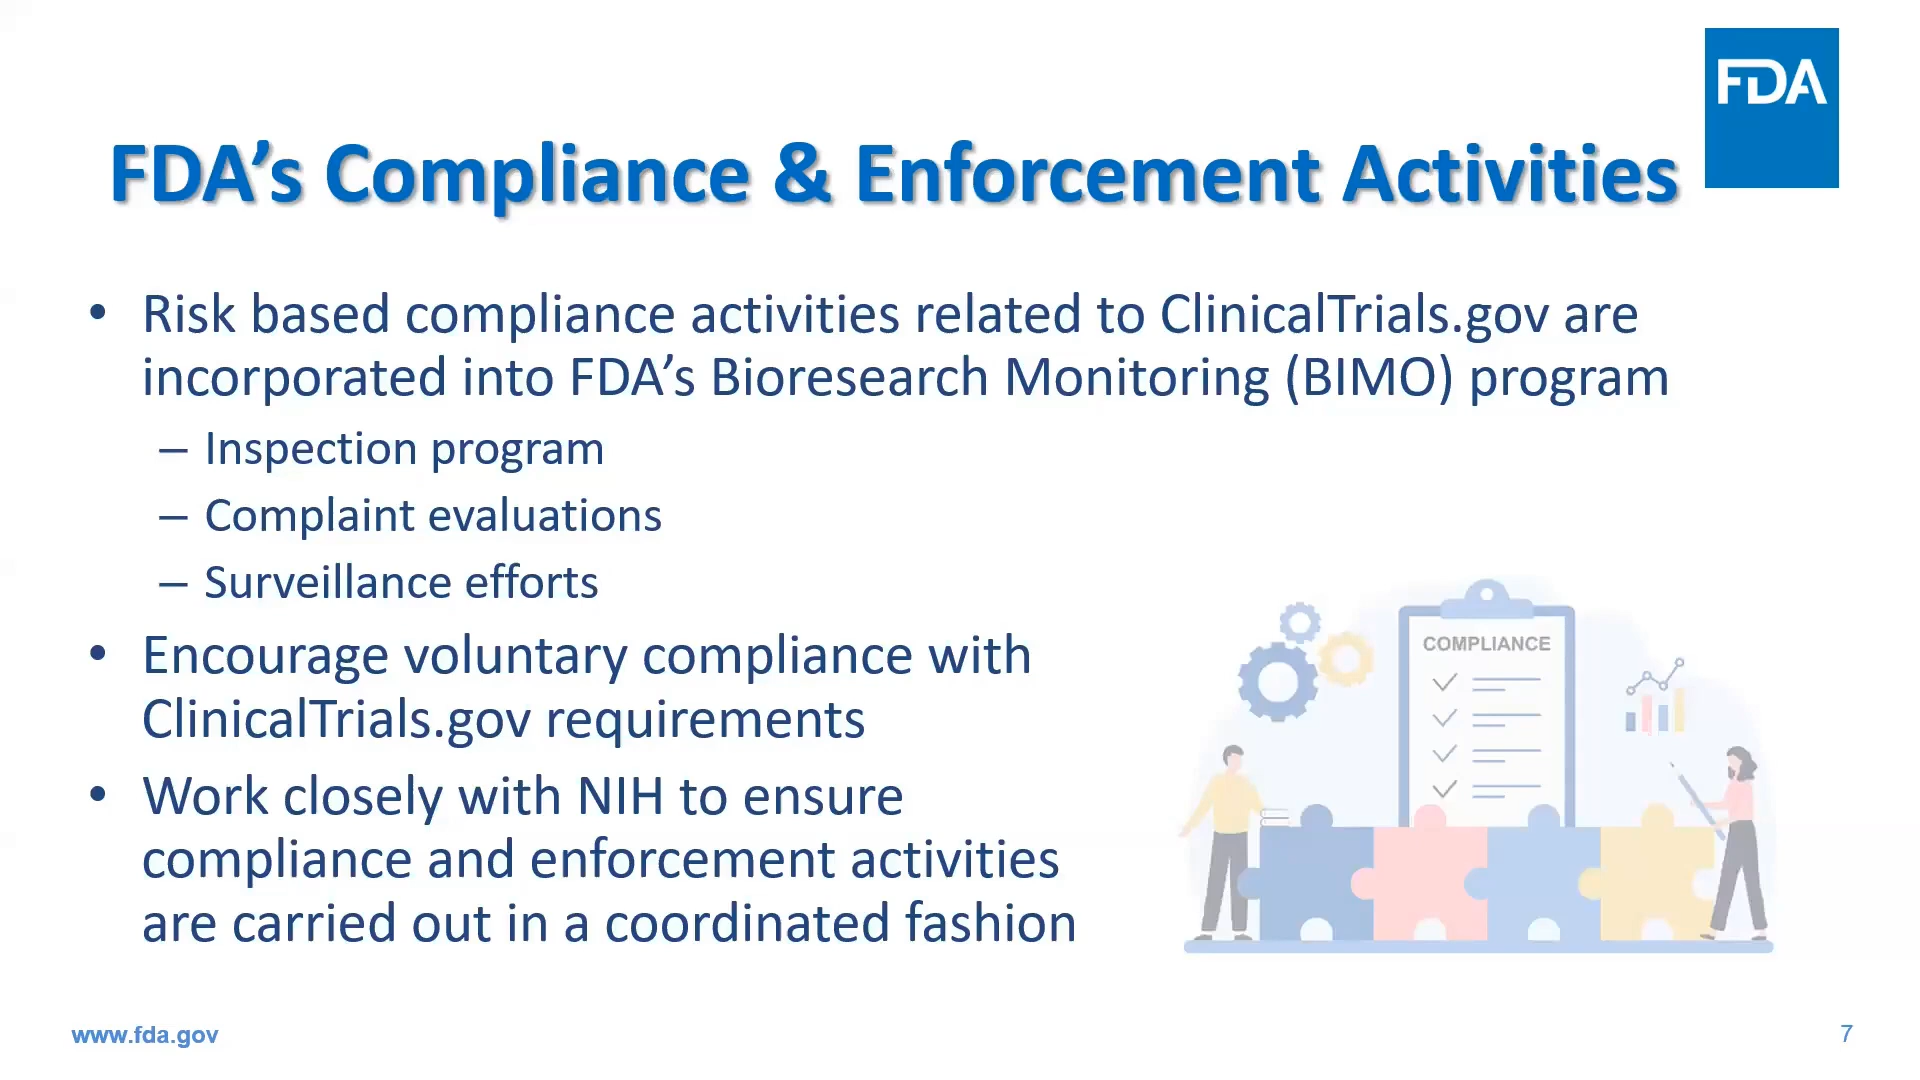 FDA
FDA’s Compliance & Enforcement Activities
• Risk based compliance activities related to ClinicalTrials.gov are
incorporated into FDA’s Bioresearch Monitoring (BIMO) program
– Inspection program
– Complaint evaluations
– Surveillance efforts
• Encourage voluntary compliance with
ClinicalTrials.gov requirements
• Work closely with NIH to ensure
compliance and enforcement activities
are carried out in a coordinated fashion
COMPLIANCE
www.fda.gov
7